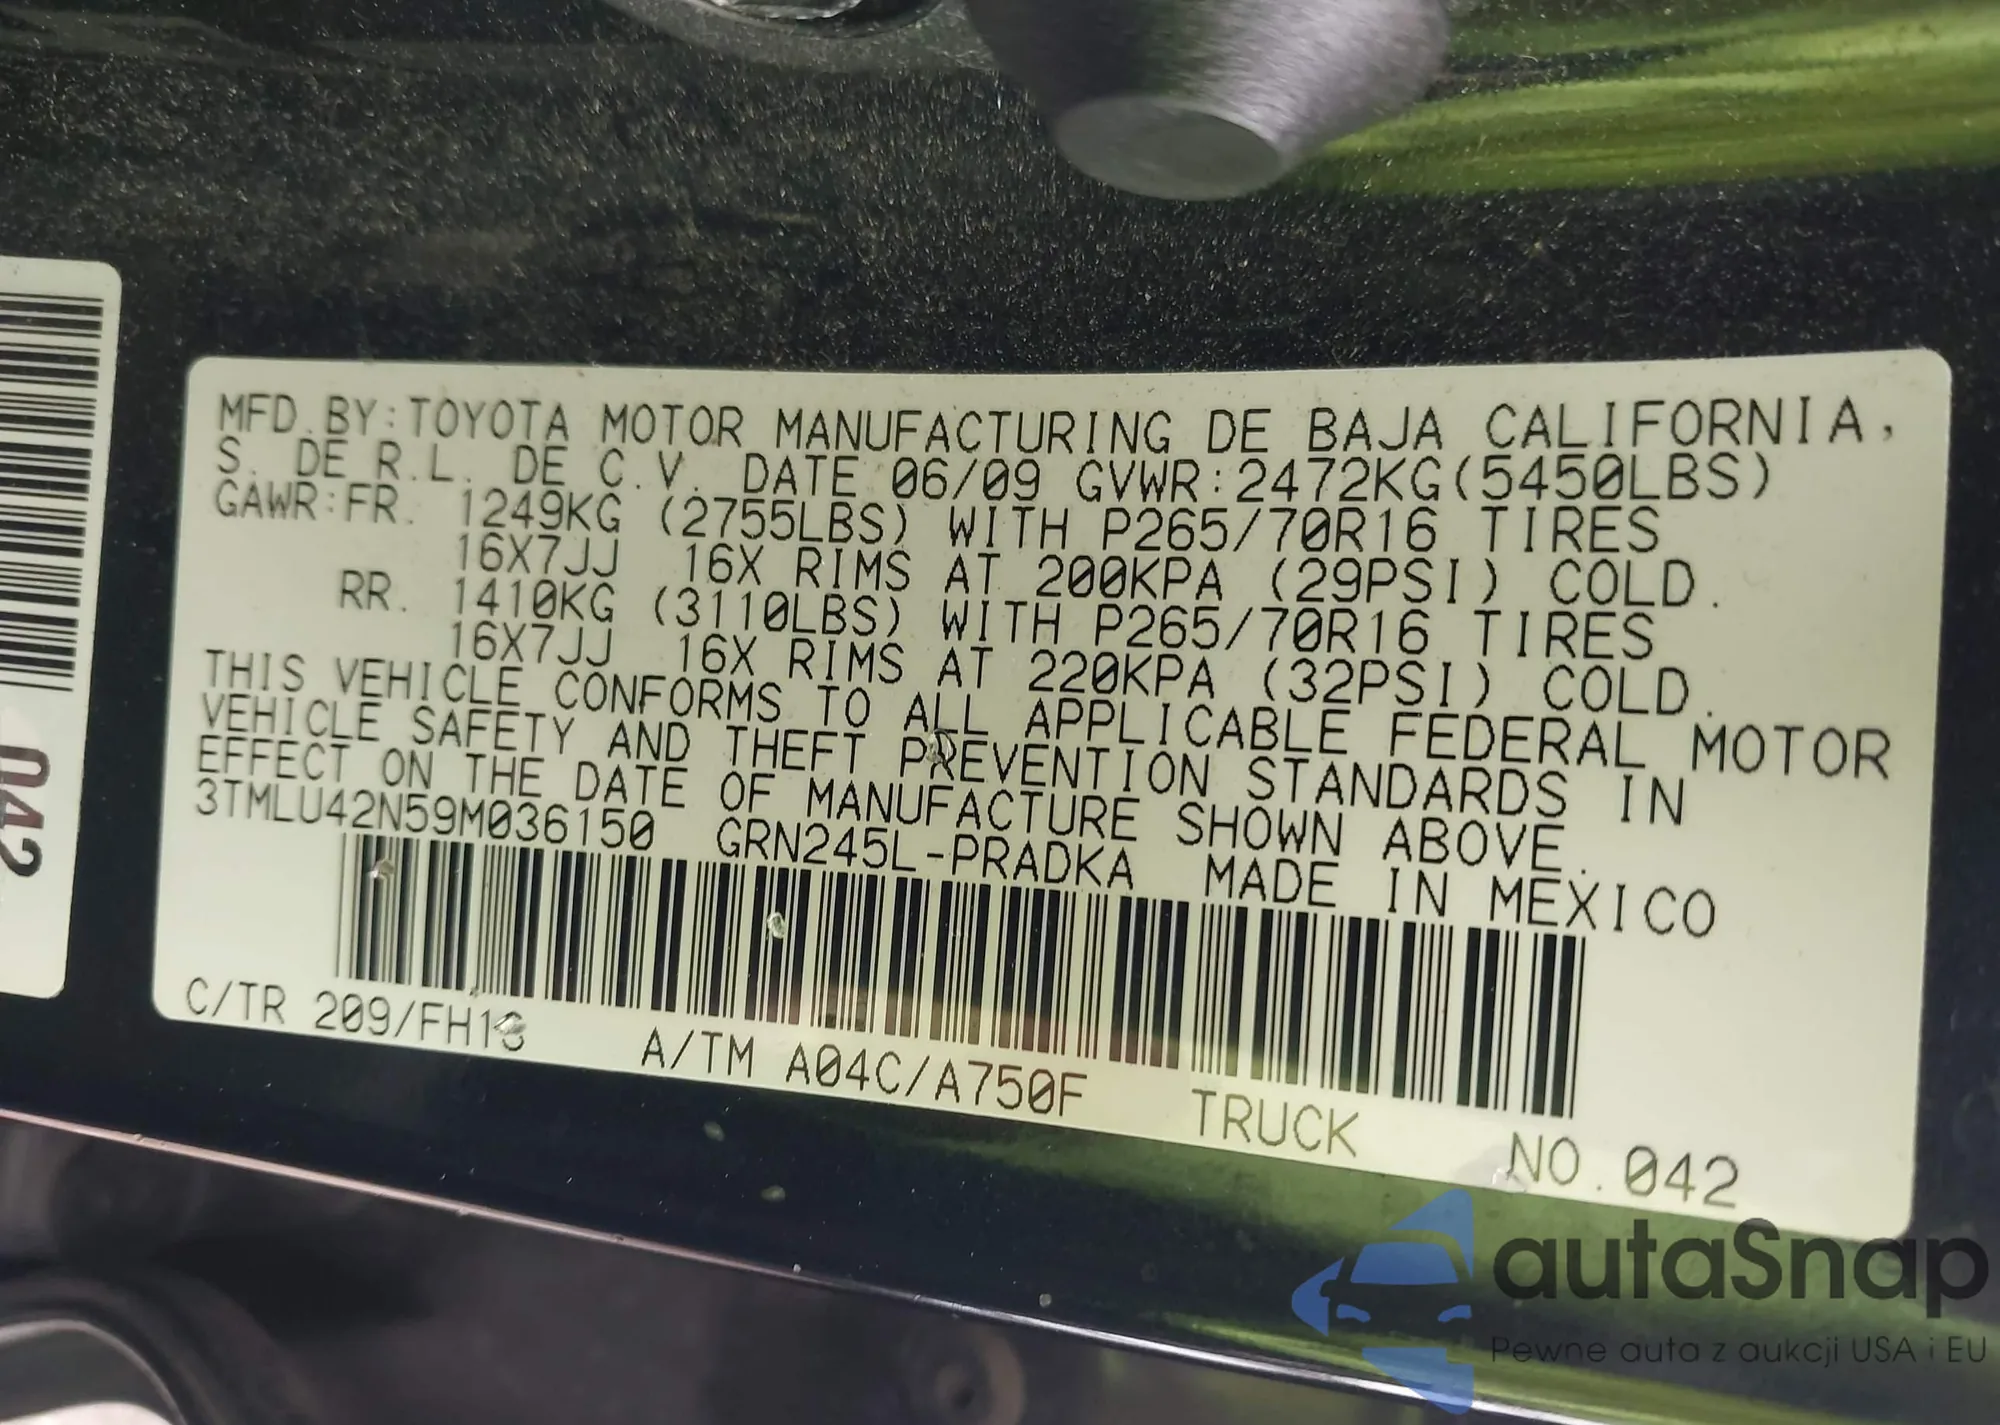 MFD.BY:TOYOTA MOTOR MANUFACTURING DE BAJA CALIFORNIA,
S. DE R.L. DE C.V. DATE 06/09 GVWR:2472KG(5450LBS)
GAWR:FR. 1249KG (2755LBS) WITH P265/70R16 TIRES
16X7JJ 16X RIMS AT 200KPA (29PSI) COLD.
RR. 1410KG (3110LBS) WITH P265/70R16 TIRES
16X7JJ 16X RIMS AT 220KPA (32PSI) COLD.
THIS VEHICLE CONFORMS TO ALL APPLICABLE FEDERAL MOTOR
VEHICLE SAFETY AND THEFT PREVENTION STANDARDS IN
EFFECT ON THE DATE OF MANUFACTURE SHOWN ABOVE.
3TMLU42N59M036150 GRN245L-PRADKA MADE IN MEXICO
C/TR 209/FH13 A/TM A04C/A750F TRUCK NO.042
042
autaSnap
Pewne auta z aukcji USA i EU